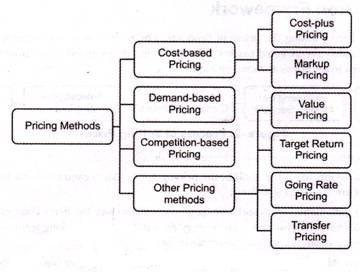 Pricing Methods
Cost-based
Pricing
Demand-based
Pricing
Competition-based
Pricing
Other Pricing
methods
Cost-plus
Pricing
Markup
Pricing
Value
Pricing
Target Return
Pricing
Going Rate
Pricing
Transfer
Pricing